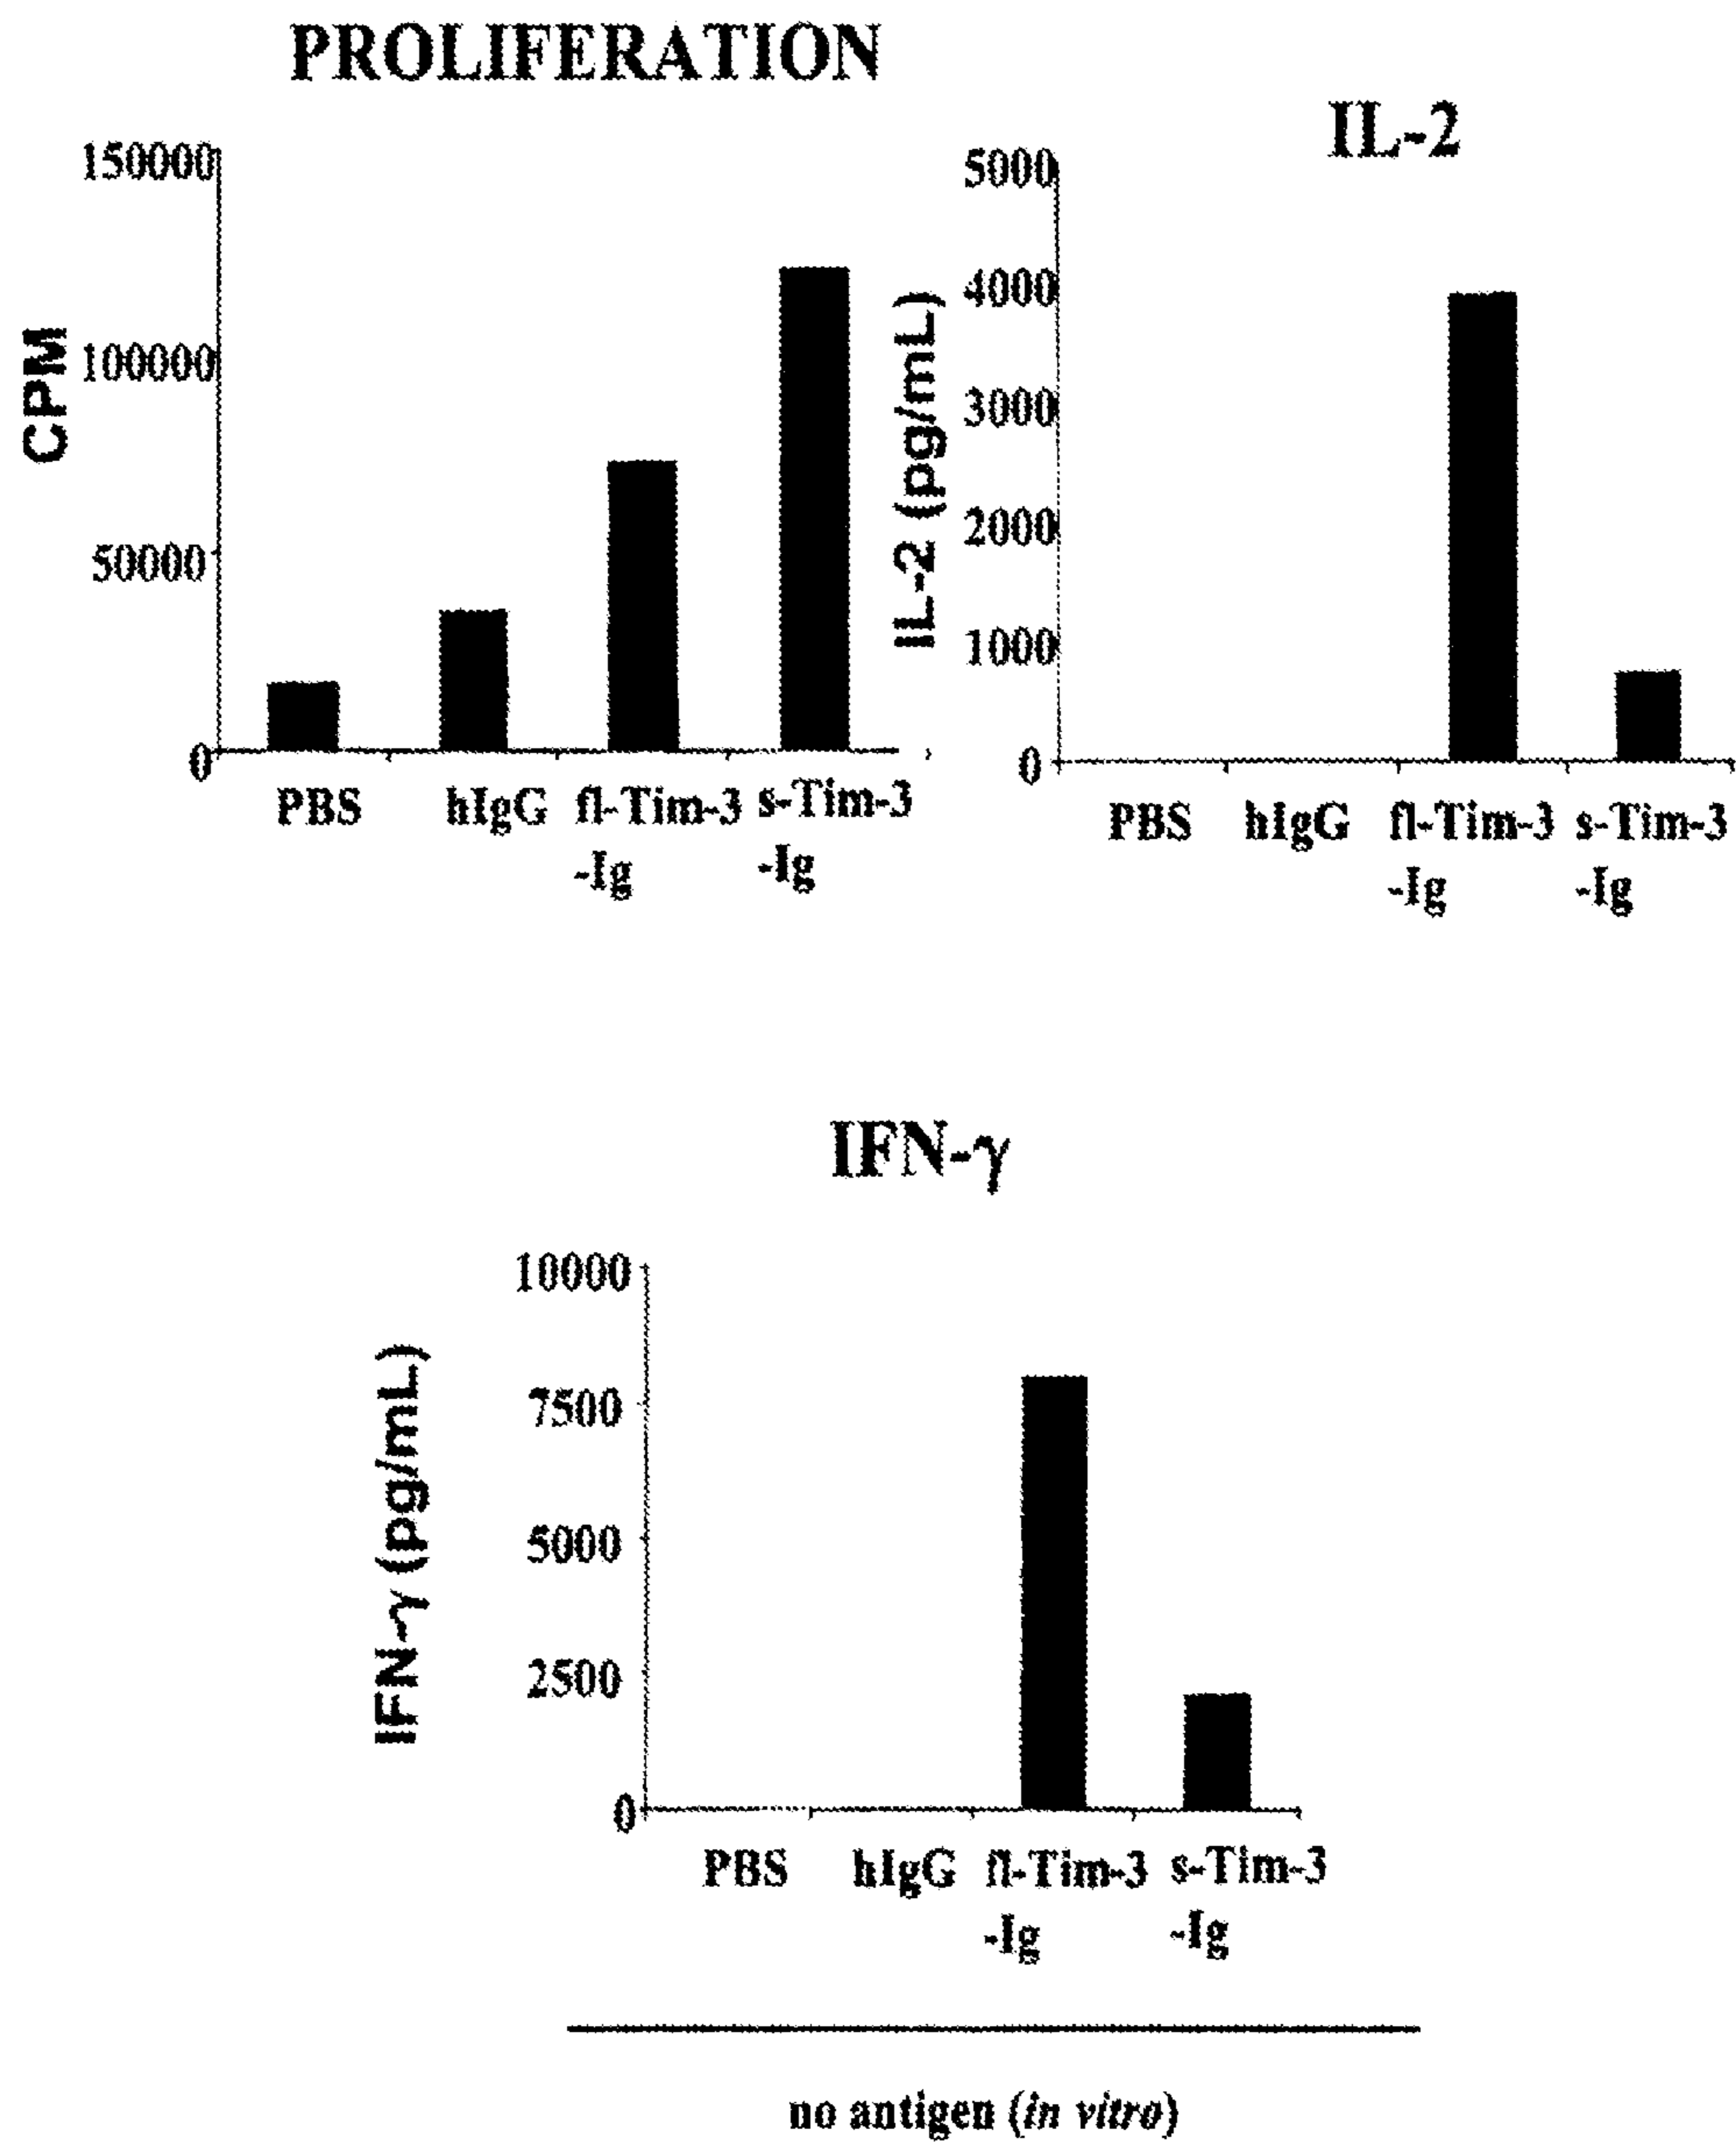 PROLIFERATION
150000
100000
50000
0
CPM
PBS hIgG fl-Tim-3 s-Tim-3
-Ig -Ig
IL-2
5000
4000
3000
2000
1000
0
IL-2 (pg/mL)
PBS hIgG fl-Tim-3 s-Tim-3
-Ig -Ig
IFN-γ
10000
7500
5000
2500
0
IFN-γ (pg/mL)
PBS hIgG fl-Tim-3 s-Tim-3
-Ig -Ig
no antigen (in vitro)